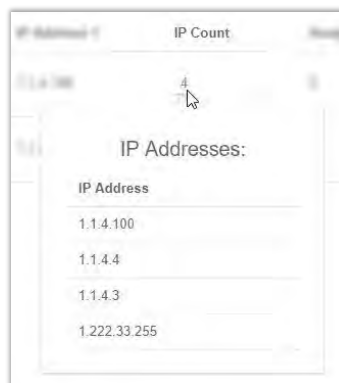 IP Count
4
IP Addresses:
IP Address
1.1.4.100
1.1.4.4
1.1.4.3
1.222.33.255